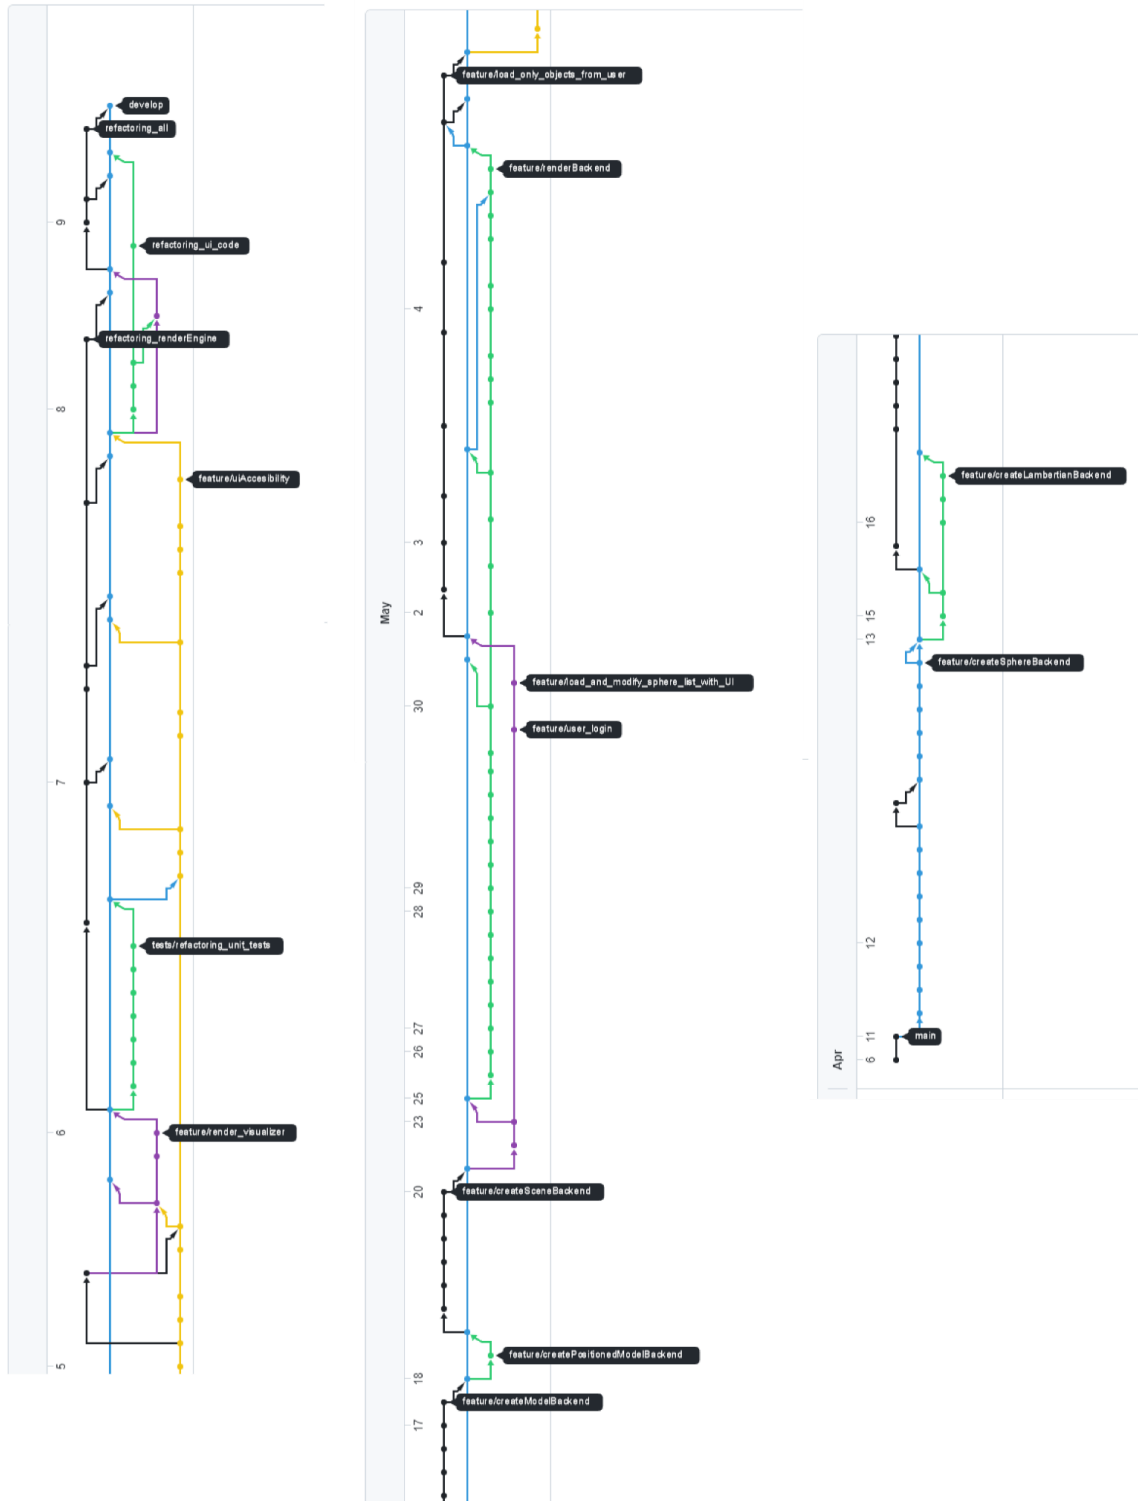 develop
refactoring_all
9
refactoring_ui_code
refactoring_renderEngine
8
feature/uiAccesibility
7
tests/refactoring_unit_tests
6
feature/render_visualizer
5
feature/load_only_objects_from_user
feature/renderBackend
4
May
3
2
feature/load_and_modify_sphere_list_with_UI
30
feature/user_login
29
28
27
26
25
23
20
feature/createSceneBackend
feature/createPositionedModelBackend
18
feature/createModelBackend
17
feature/createLambertianBackend
16
15
13
feature/createSphereBackend
12
11
main
Apr
6